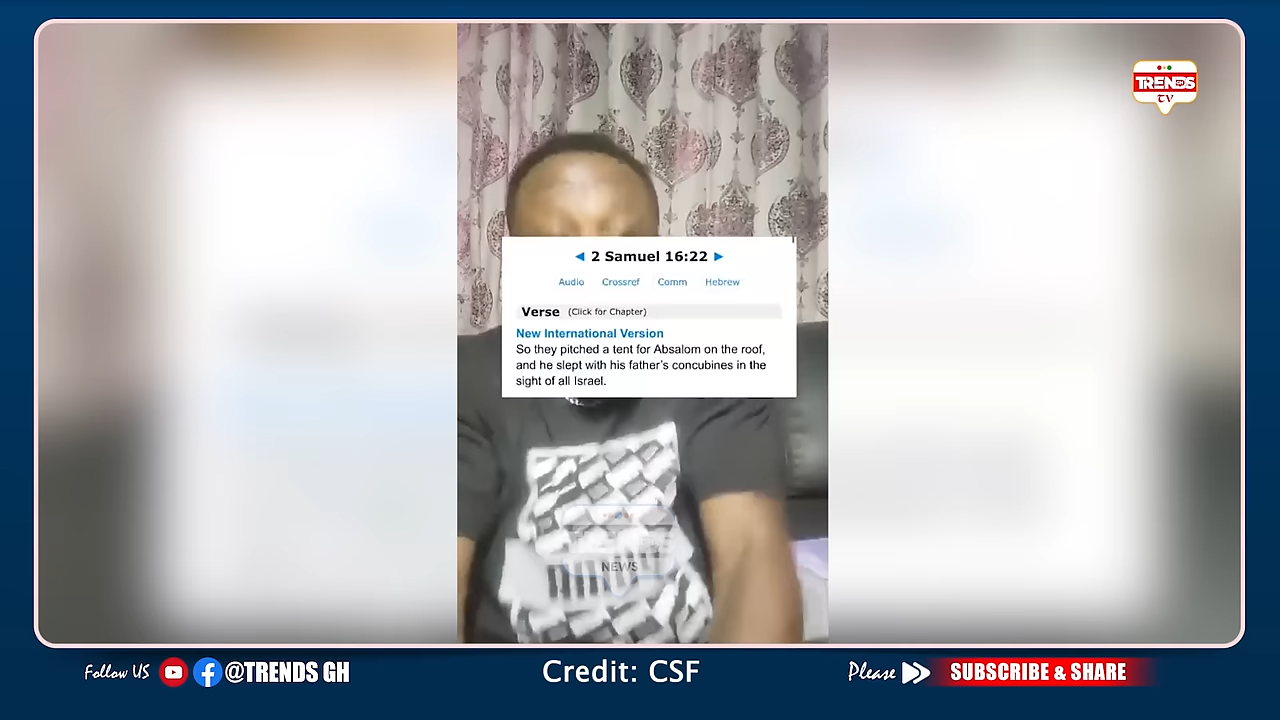 TRENDS
TV
◄ 2 Samuel 16:22 ►
Audio Crossref Comm Hebrew
Verse (Click for Chapter)
New International Version
So they pitched a tent for Absalom on the roof,
and he slept with his father's concubines in the
sight of all Israel.
NEWS
Follow US @TRENDS GH
Credit: CSF
Please SUBSCRIBE & SHARE